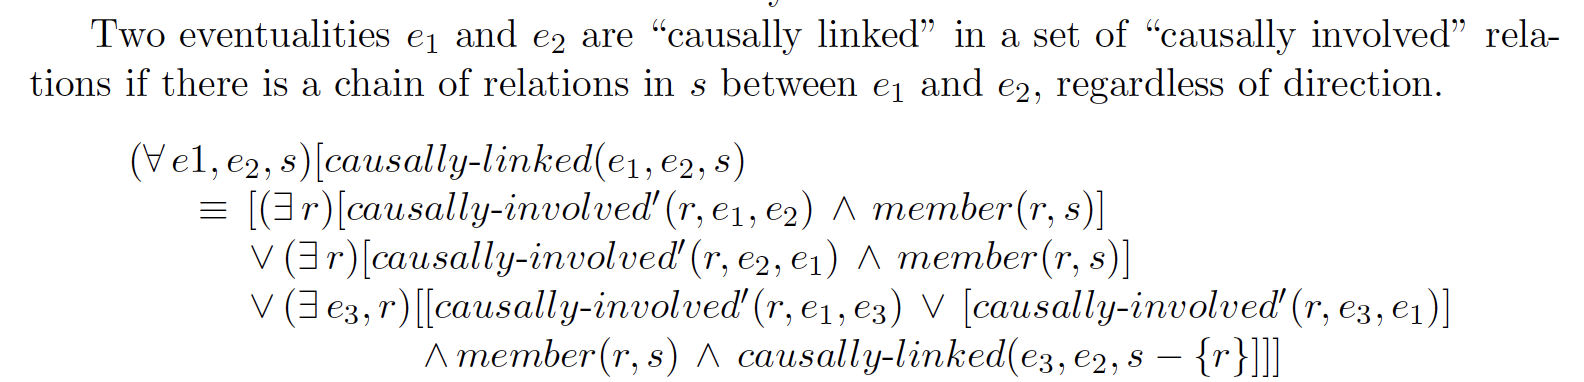 Two eventualities e₁ and e₂ are “causally linked” in a set of “causally involved” rela-
tions if there is a chain of relations in s between e₁ and e₂, regardless of direction.
(∀ e1, e₂, s)[causally-linked(e₁, e₂, s)
≡ [(∃ r)[causally-involved′(r, e₁, e₂) ∧ member(r, s)]
∨ (∃ r)[causally-involved′(r, e₂, e₁) ∧ member(r, s)]
∨ (∃ e₃, r)[[causally-involved′(r, e₁, e₃) ∨ [causally-involved′(r, e₃, e₁)]
∧ member(r, s) ∧ causally-linked(e₃, e₂, s − {r}]]]